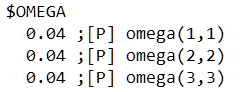 $OMEGA
0.04 ;[P] omega(1,1)
0.04 ;[P] omega(2,2)
0.04 ;[P] omega(3,3)